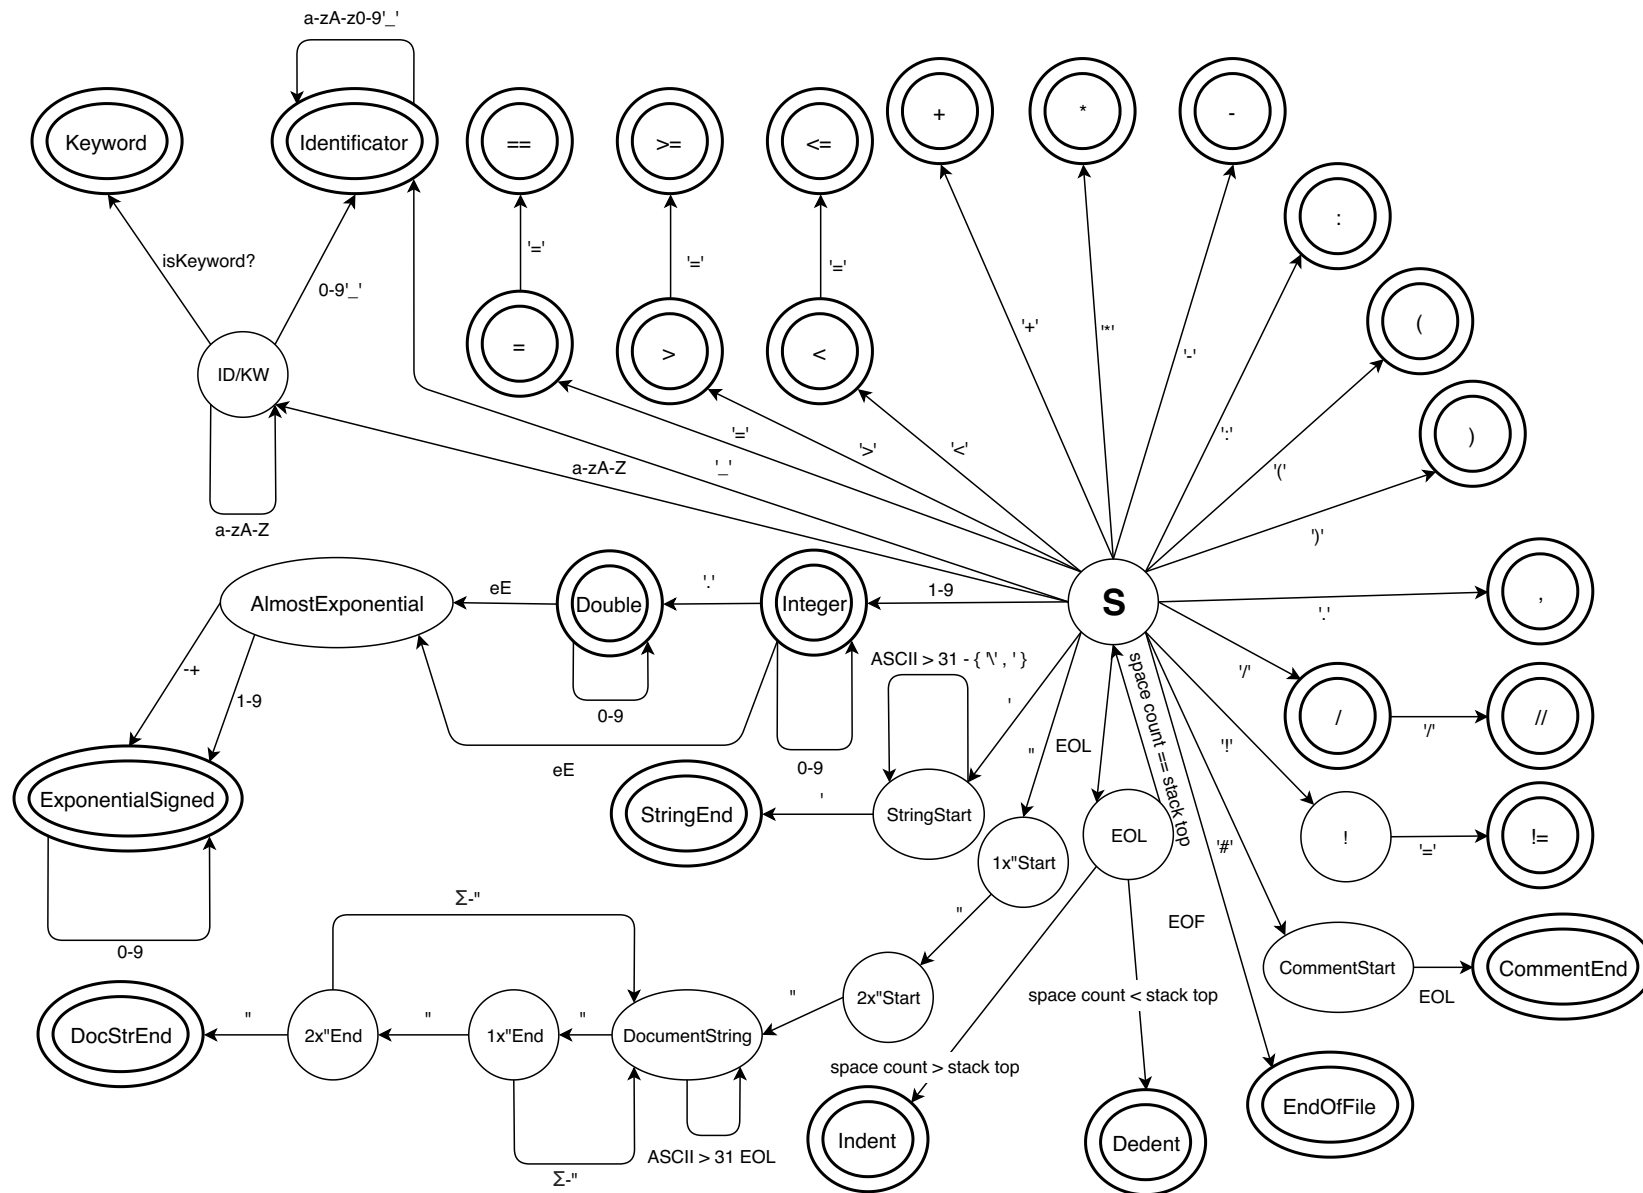 a-zA-z0-9'_'
Keyword
Identificator
==
>=
<=
+
*
-
:
(
)
isKeyword?
0-9'_'
'='
'='
'='
'+'
'*'
'-'
':'
'('
')'
ID/KW
=
>
<
a-zA-Z
a-zA-Z
'_'
'='
'>'
'<'
S
AlmostExponential
eE
Double
'.'
Integer
1-9
','
,
-+
1-9
0-9
eE
0-9
ASCII > 31 - { '\' , ' }
'
"
EOL
space count == stack top
'/'
/
'/'
//
'!'
!
'='
!=
'#'
ExponentialSigned
0-9
StringEnd
'
StringStart
1x"Start
EOL
"
2x"Start
"
EOF
CommentStart
EOL
CommentEnd
Σ-"
DocStrEnd
"
2x"End
"
1x"End
"
DocumentString
Σ-"
ASCII > 31 EOL
space count < stack top
space count > stack top
Indent
Dedent
EndOfFile